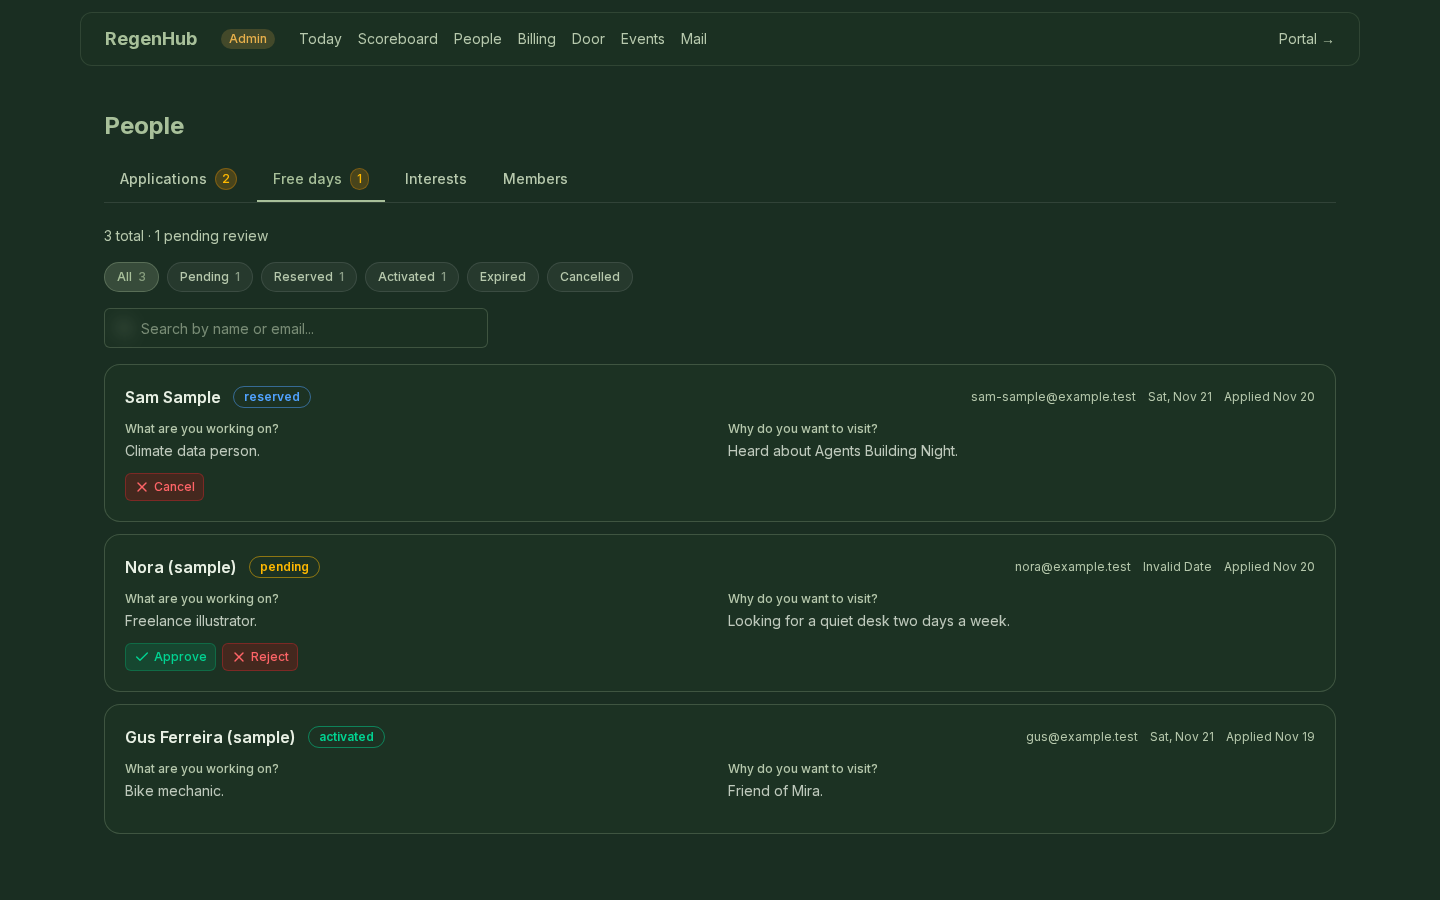 RegenHub Admin Today Scoreboard People Billing Door Events Mail Portal →
People
Applications 2 Free days 1 Interests Members
3 total · 1 pending review
All 3 Pending 1 Reserved 1 Activated 1 Expired Cancelled
Search by name or email...
Sam Sample reserved sam-sample@example.test Sat, Nov 21 Applied Nov 20
What are you working on? Why do you want to visit?
Climate data person. Heard about Agents Building Night.
Cancel
Nora (sample) pending nora@example.test Invalid Date Applied Nov 20
What are you working on? Why do you want to visit?
Freelance illustrator. Looking for a quiet desk two days a week.
Approve Reject
Gus Ferreira (sample) activated gus@example.test Sat, Nov 21 Applied Nov 19
What are you working on? Why do you want to visit?
Bike mechanic. Friend of Mira.